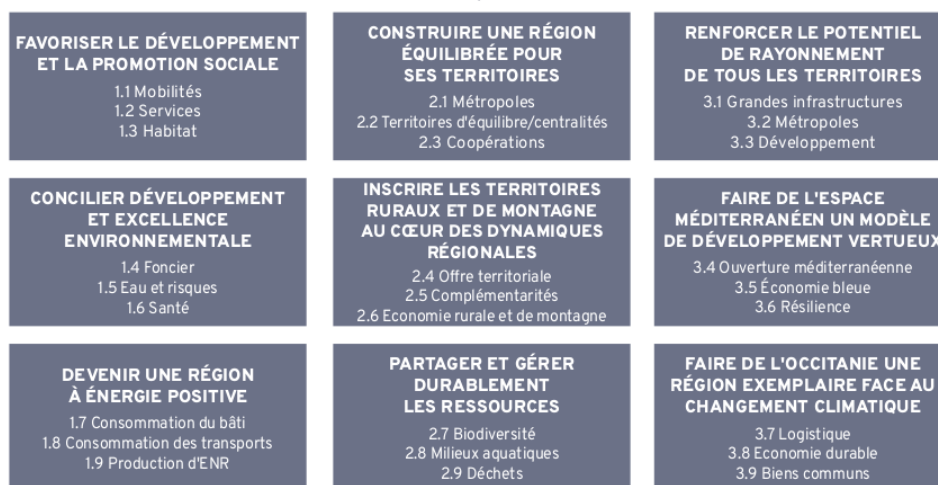 FAVORISER LE DÉVELOPPEMENT
ET LA PROMOTION SOCIALE
1.1 Mobilités
1.2 Services
1.3 Habitat
CONSTRUIRE UNE RÉGION
ÉQUILIBRÉE POUR
SES TERRITOIRES
2.1 Métropoles
2.2 Territoires d'équilibre/centralités
2.3 Coopérations
RENFORCER LE POTENTIEL
DE RAYONNEMENT
DE TOUS LES TERRITOIRES
3.1 Grandes infrastructures
3.2 Métropoles
3.3 Développement
CONCILIER DÉVELOPPEMENT
ET EXCELLENCE
ENVIRONNEMENTALE
1.4 Foncier
1.5 Eau et risques
1.6 Santé
INSCRIRE LES TERRITOIRES
RURAUX ET DE MONTAGNE
AU CŒUR DES DYNAMIQUES
RÉGIONALES
2.4 Offre territoriale
2.5 Complémentarités
2.6 Economie rurale et de montagne
FAIRE DE L'ESPACE
MÉDITERRANÉEN UN MODÈLE
DE DÉVELOPPEMENT VERTUEUX
3.4 Ouverture méditerranéenne
3.5 Économie bleue
3.6 Résilience
DEVENIR UNE RÉGION
À ÉNERGIE POSITIVE
1.7 Consommation du bâti
1.8 Consommation des transports
1.9 Production d'ENR
PARTAGER ET GÉRER
DURABLEMENT
LES RESSOURCES
2.7 Biodiversité
2.8 Milieux aquatiques
2.9 Déchets
FAIRE DE L'OCCITANIE UNE
RÉGION EXEMPLAIRE FACE AU
CHANGEMENT CLIMATIQUE
3.7 Logistique
3.8 Economie durable
3.9 Biens communs